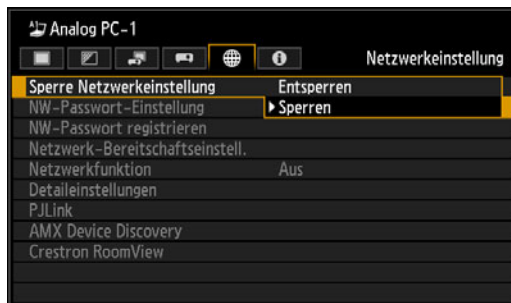 Analog PC-1
Netzwerkeinstellung
Sperre Netzwerkeinstellung Entsperren
NW-Passwort-Einstellung Sperren
NW-Passwort registrieren
Netzwerk-Bereitschaftseinstell.
Netzwerkfunktion Aus
Detaileinstellungen
PJLink
AMX Device Discovery
Crestron RoomView